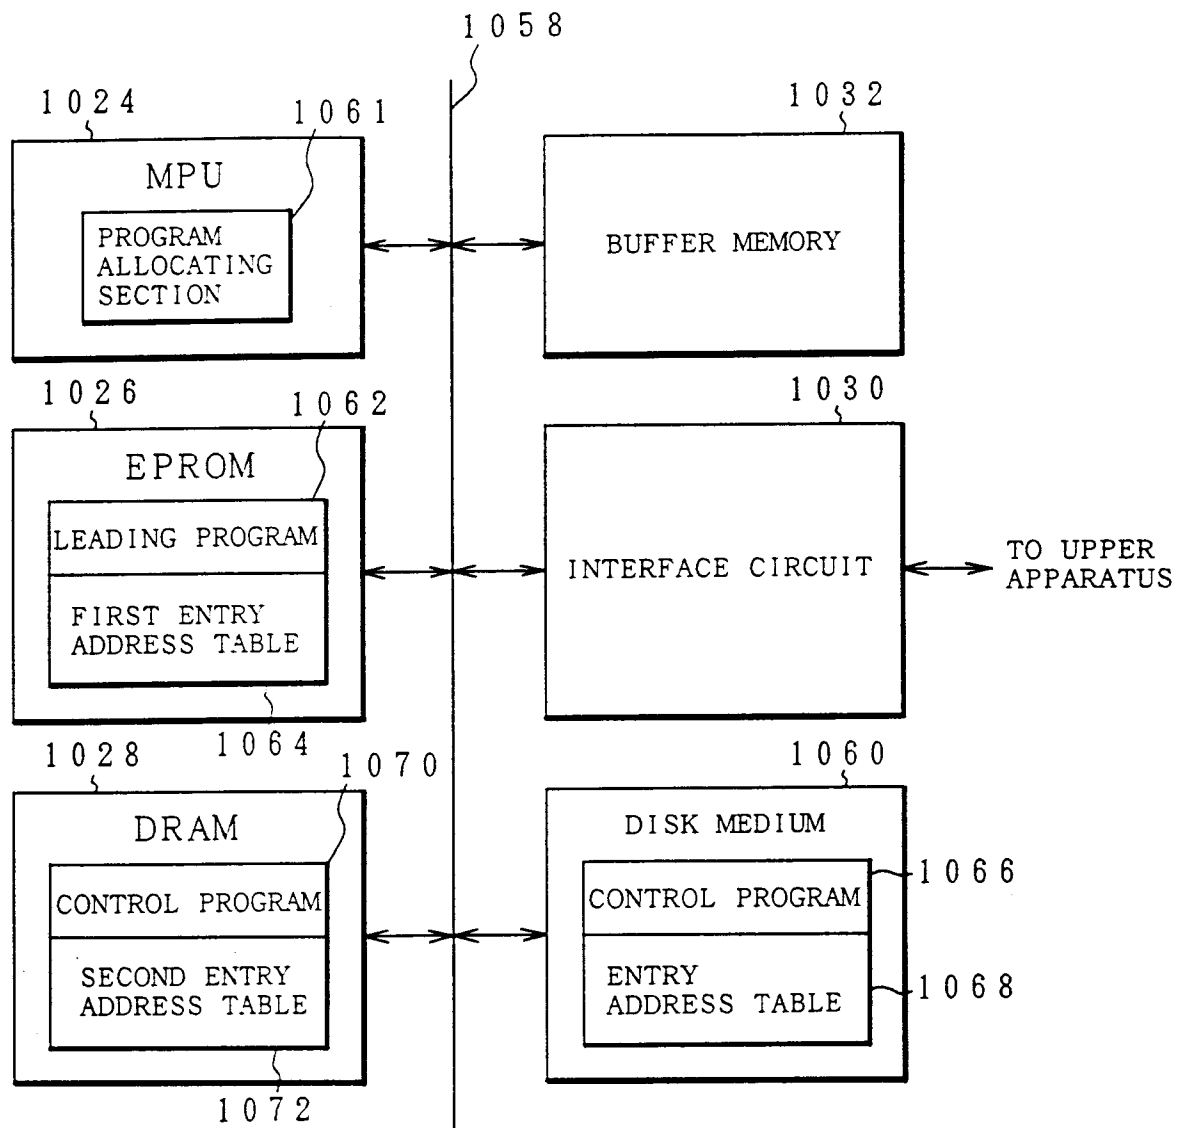 1058
1024
1061
1032
MPU
PROGRAM
ALLOCATING
SECTION
BUFFER MEMORY
1026
1062
1030
EPROM
LEADING PROGRAM
FIRST ENTRY
ADDRESS TABLE
INTERFACE CIRCUIT
TO UPPER
APPARATUS
1064
1028
1070
1060
DRAM
CONTROL PROGRAM
SECOND ENTRY
ADDRESS TABLE
DISK MEDIUM
CONTROL PROGRAM
1066
ENTRY
ADDRESS TABLE
1068
1072